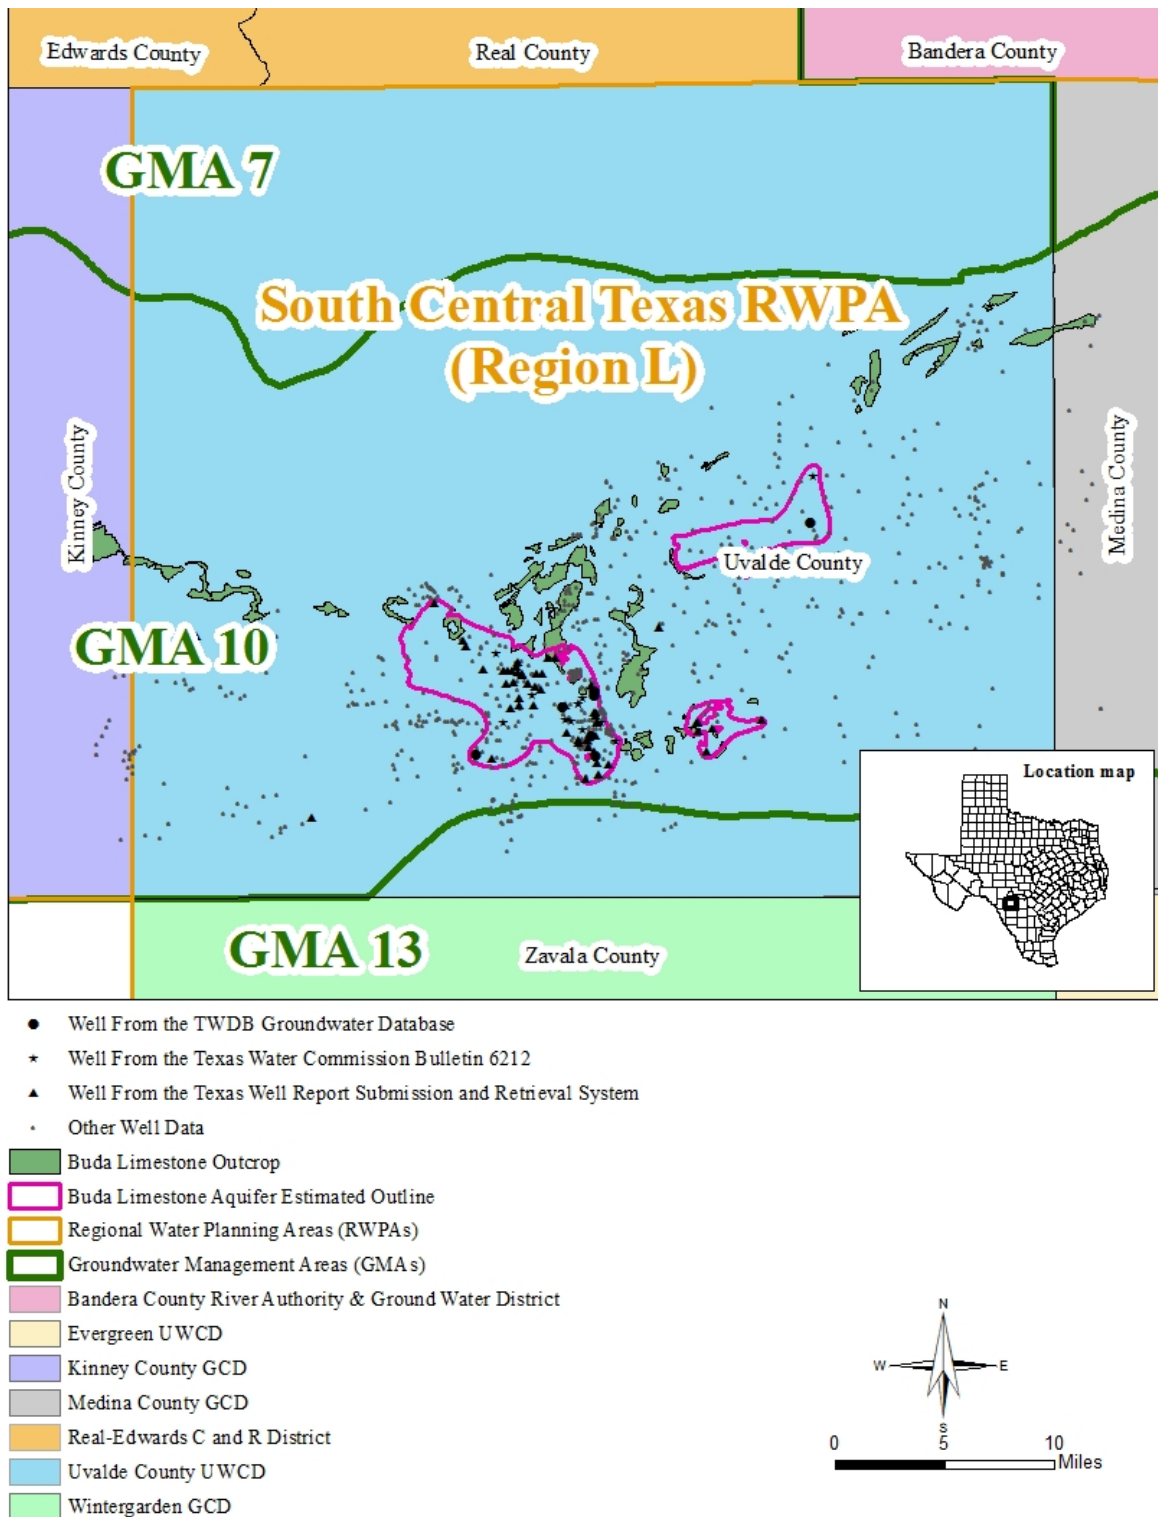 Edwards County
Real County
Bandera County
GMA 7
South Central Texas RWPA
(Region L)
Kinney County
Medina County
Uvalde County
GMA 10
Location map
GMA 13
Zavala County
Well From the TWDB Groundwater Database
Well From the Texas Water Commission Bulletin 6212
Well From the Texas Well Report Submission and Retrieval System
Other Well Data
Buda Limestone Outcrop
Buda Limestone Aquifer Estimated Outline
Regional Water Planning Areas (RWPAs)
Groundwater Management Areas (GMAs)
Bandera County River Authority & Ground Water District
Evergreen UWCD
Kinney County GCD
Medina County GCD
Real-Edwards C and R District
Uvalde County UWCD
Wintergarden GCD
N
W E
S
0 5 10
Miles